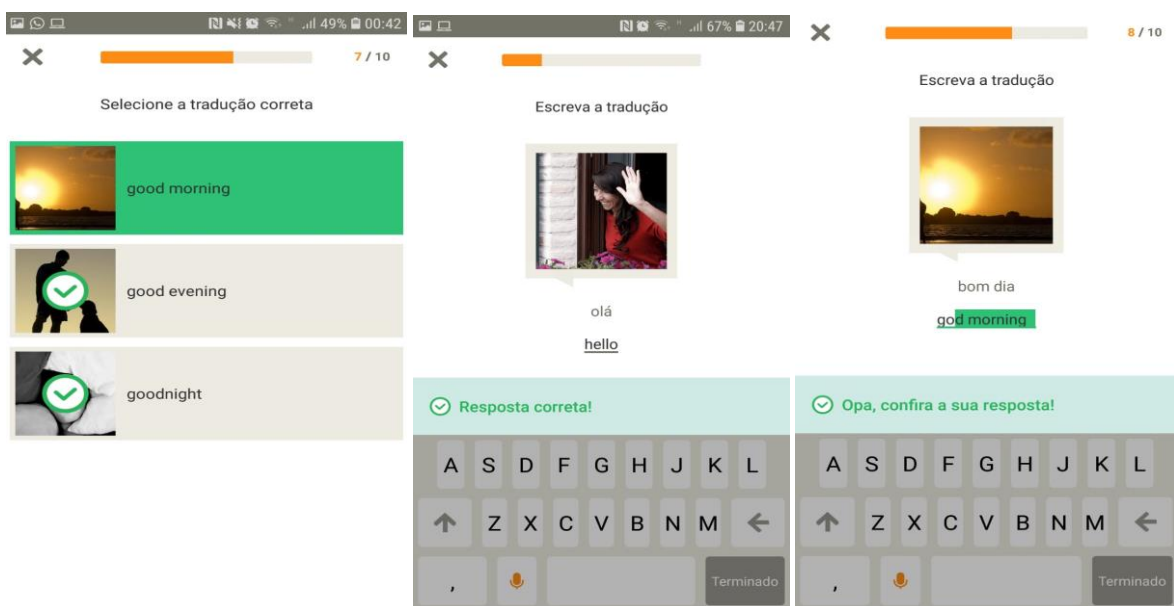 49% 00:42
7 / 10
Selecione a tradução correta
good morning
good evening
goodnight
67% 20:47
Escreva a tradução
olá
hello
Resposta correta!
A S D F G H J K L
Z X C V B N M
, Terminado
8 / 10
Escreva a tradução
bom dia
god morning
Opa, confira a sua resposta!
A S D F G H J K L
Z X C V B N M
, Terminado